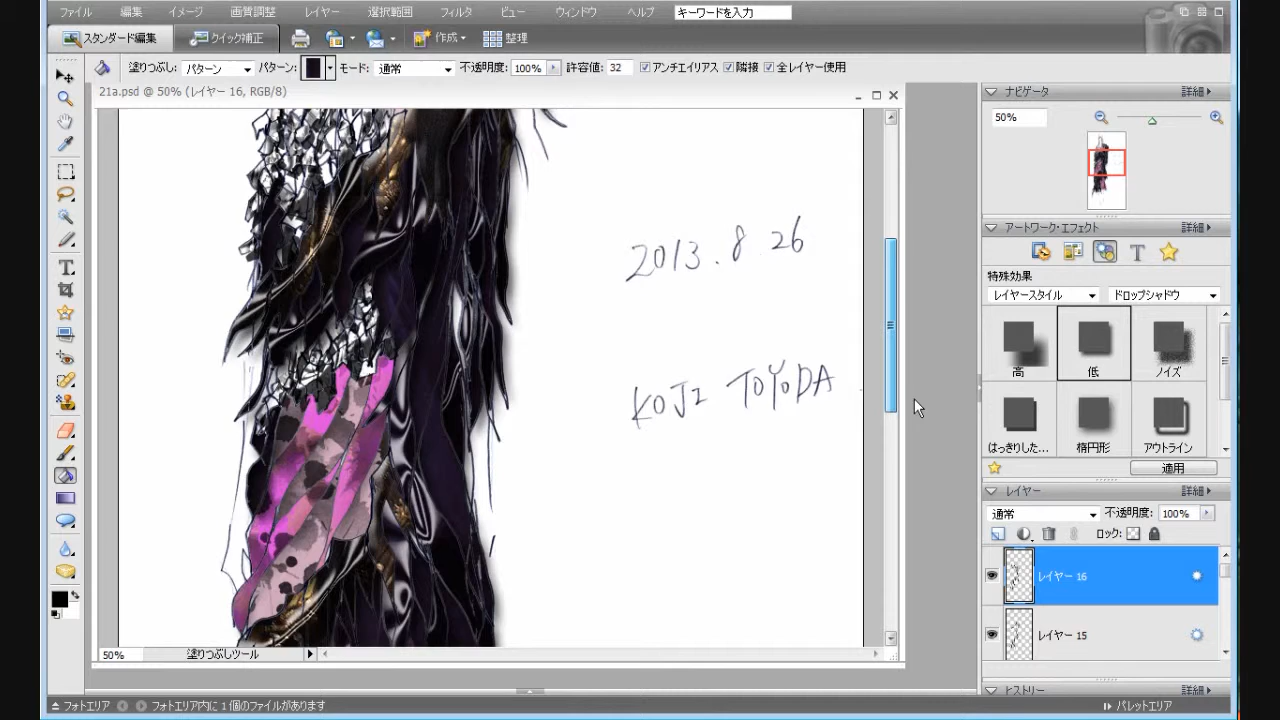 ファイル 編集 イメージ 画質調整 レイヤー 選択範囲 フィルタ ビュー ウィンドウ ヘルプ キーワードを入力
スタンダード編集 クイック補正 作成 整理
塗りつぶし: パターン パターン: モード: 通常 不透明度: 100% 許容値: 32 アンチエイリアス 隣接 全レイヤー使用
21a.psd @ 50% (レイヤー 16, RGB/8)
ナビゲータ 詳細
50%
2013.8 26
KOJI TOYODA
アートワーク・エフェクト 詳細
特殊効果
レイヤースタイル ドロップシャドウ
高 低 ノイズ
はっきりした... 楕円形 アウトライン
適用
レイヤー 詳細
通常 不透明度: 100%
ロック:
レイヤー 16
レイヤー 15
50% 塗りつぶしツール
ヒストリー 詳細
フォトエリア フォトエリア内に 1 個のファイルがあります パレットエリア